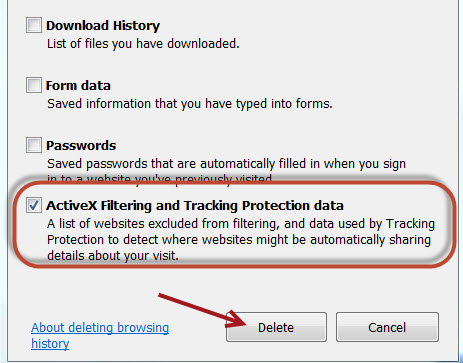 Download History
List of files you have downloaded.
Form data
Saved information that you have typed into forms.
Passwords
Saved passwords that are automatically filled in when you sign
in to a website you've previously visited.
ActiveX Filtering and Tracking Protection data
A list of websites excluded from filtering, and data used by Tracking
Protection to detect where websites might be automatically sharing
details about your visit.
About deleting browsing
history
Delete
Cancel